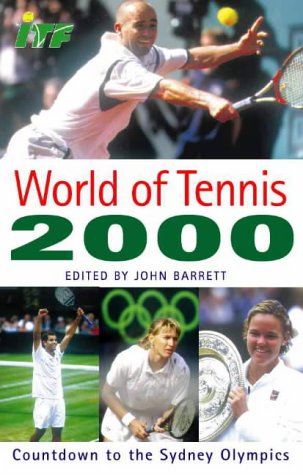 iTF
World of Tennis
2000
EDITED BY JOHN BARRETT
Countdown to the Sydney Olympics